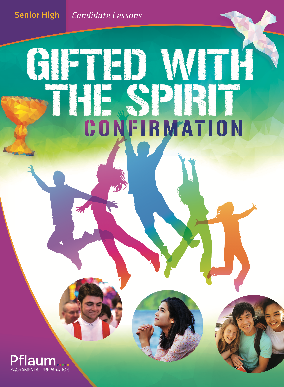 Senior High
Candidate Lessons
GIFTED WITH
THE SPIRIT
CONFIRMATION
Pflaum